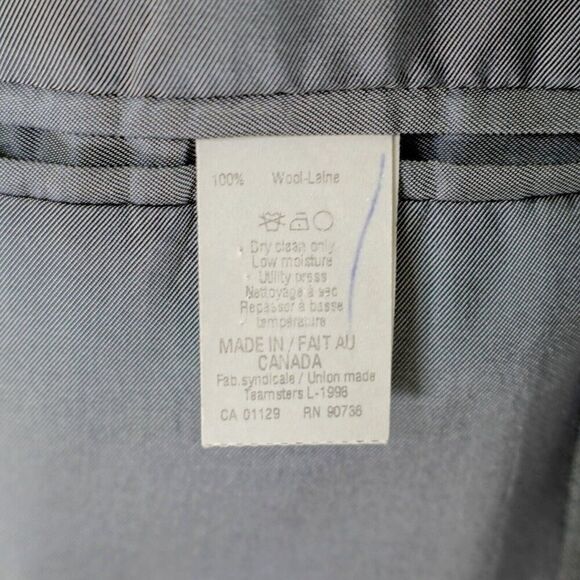 100% Wool-Laine
Dry clean only
Low moisture
Utility press
Nettoyage à sec
Repasser à basse
température
MADE IN / FAIT AU
CANADA
Fab.syndicale / Union made
Teamsters L-1998
CA 01129 RN 90736